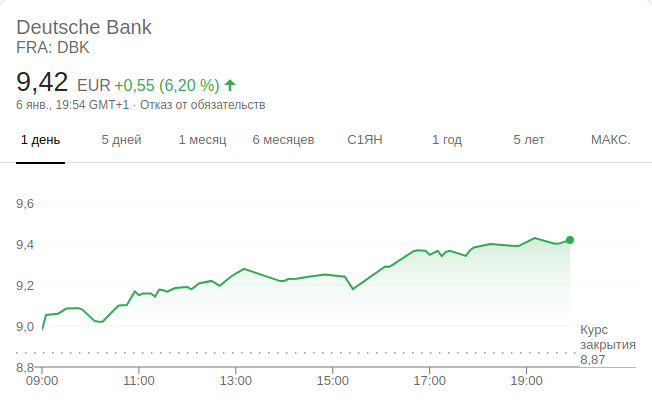 Deutsche Bank
FRA: DBK
9,42 EUR +0,55 (6,20 %)
6 янв., 19:54 GMT+1 · Отказ от обязательств
1 день 5 дней 1 месяц 6 месяцев С1ЯН 1 год 5 лет МАКС.
9,6
9,4
9,2
9,0
Курс
закрытия
8,87
8,8
09:00 11:00 13:00 15:00 17:00 19:00